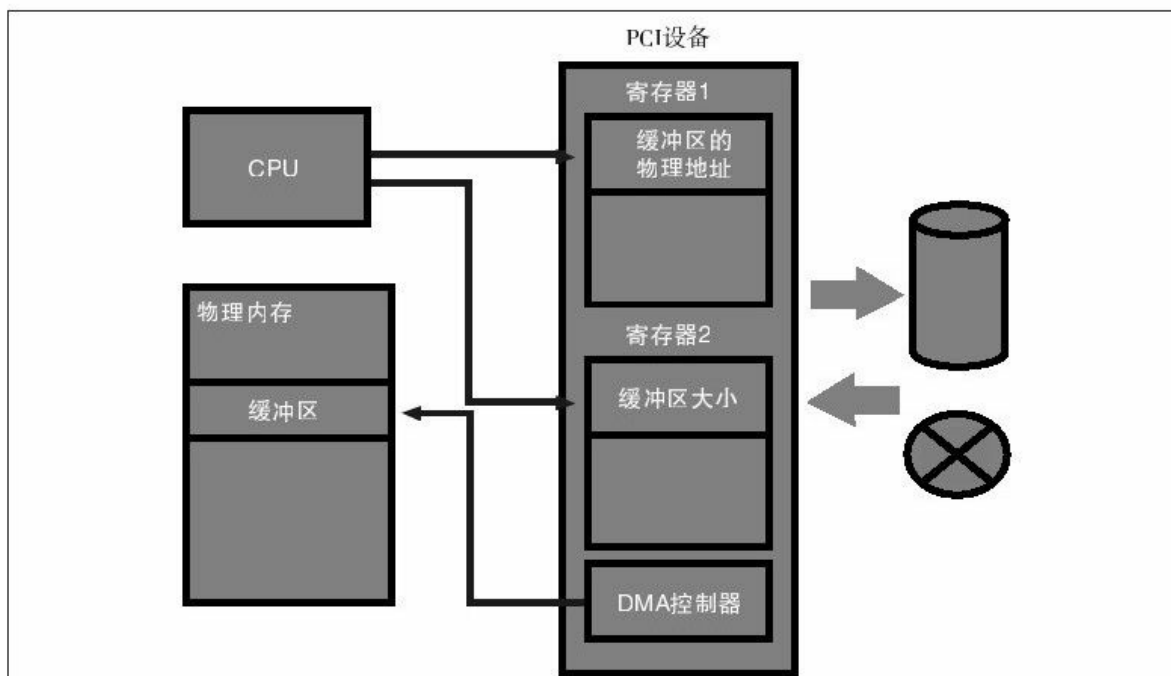 PCI设备
寄存器1
缓冲区的
物理地址
CPU
物理内存
缓冲区
寄存器2
缓冲区大小
DMA控制器